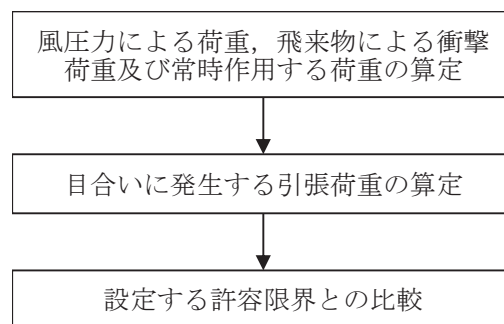 風圧力による荷重，飛来物による衝撃
荷重及び常時作用する荷重の算定
目合いに発生する引張荷重の算定
設定する許容限界との比較